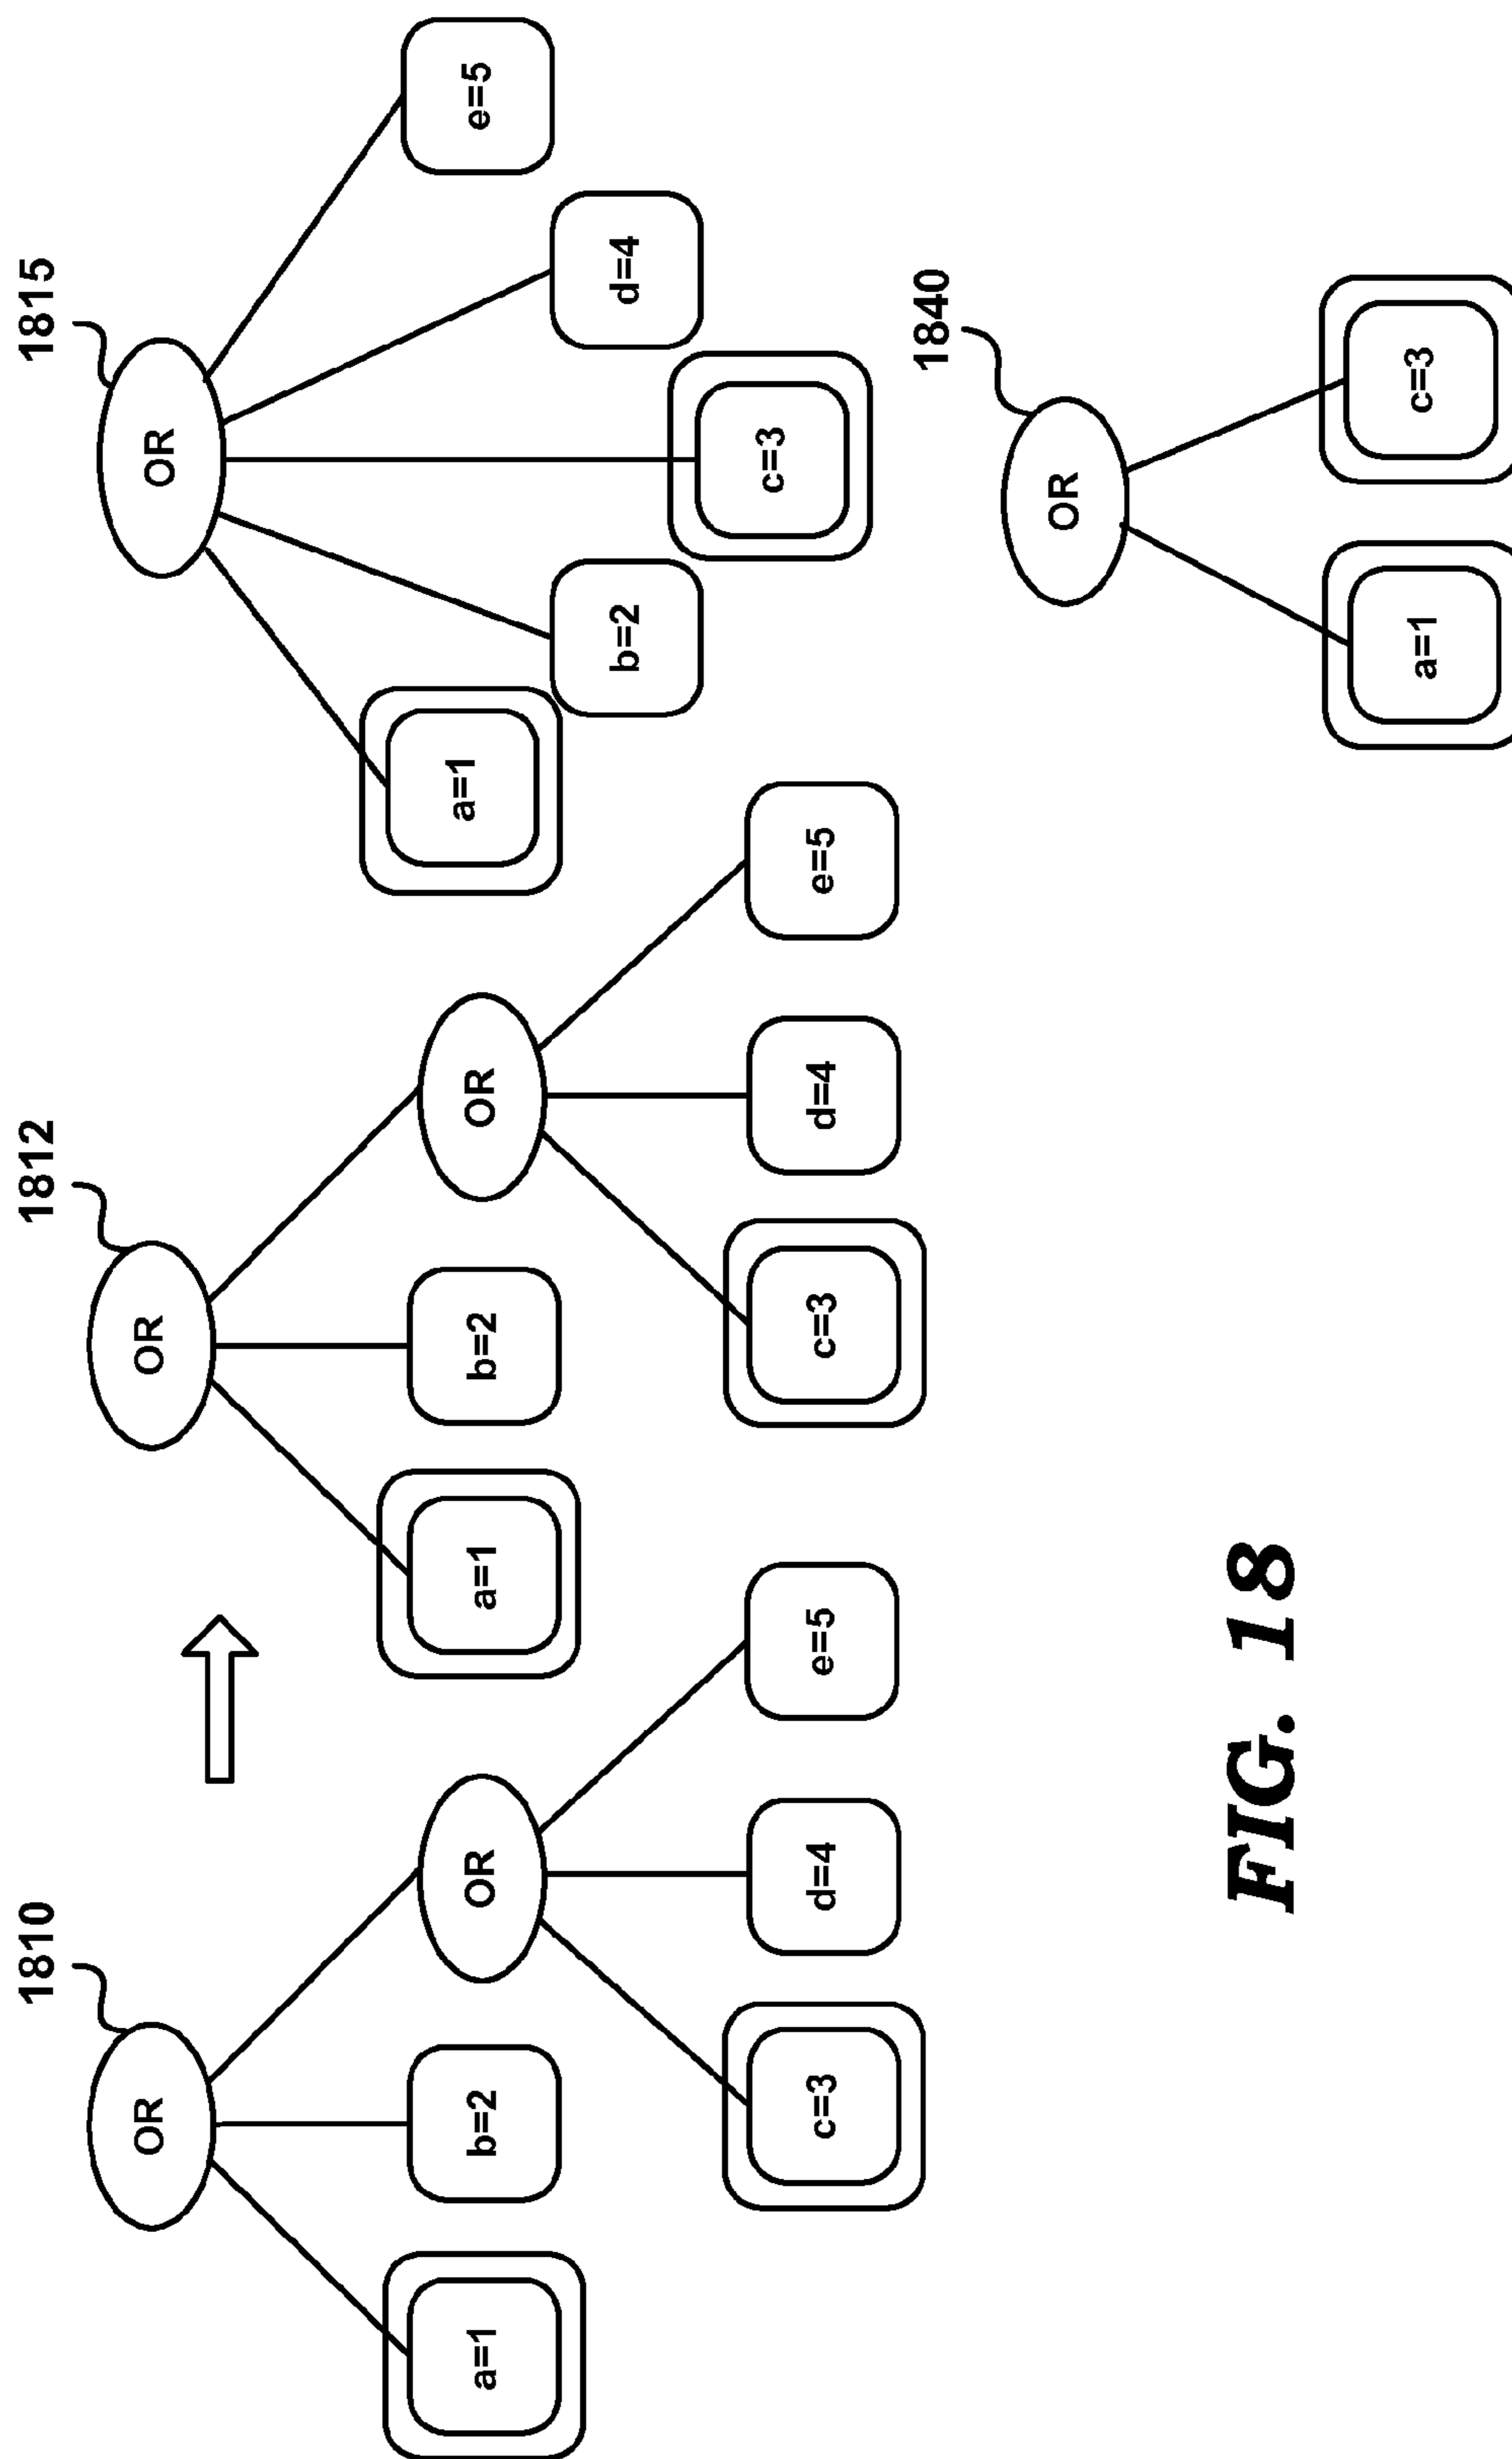 1810
OR
a=1
b=2
OR
c=3
d=4
e=5
1812
OR
a=1
b=2
OR
c=3
d=4
e=5
1815
OR
a=1
b=2
c=3
d=4
e=5
1840
OR
a=1
c=3
FIG. 18